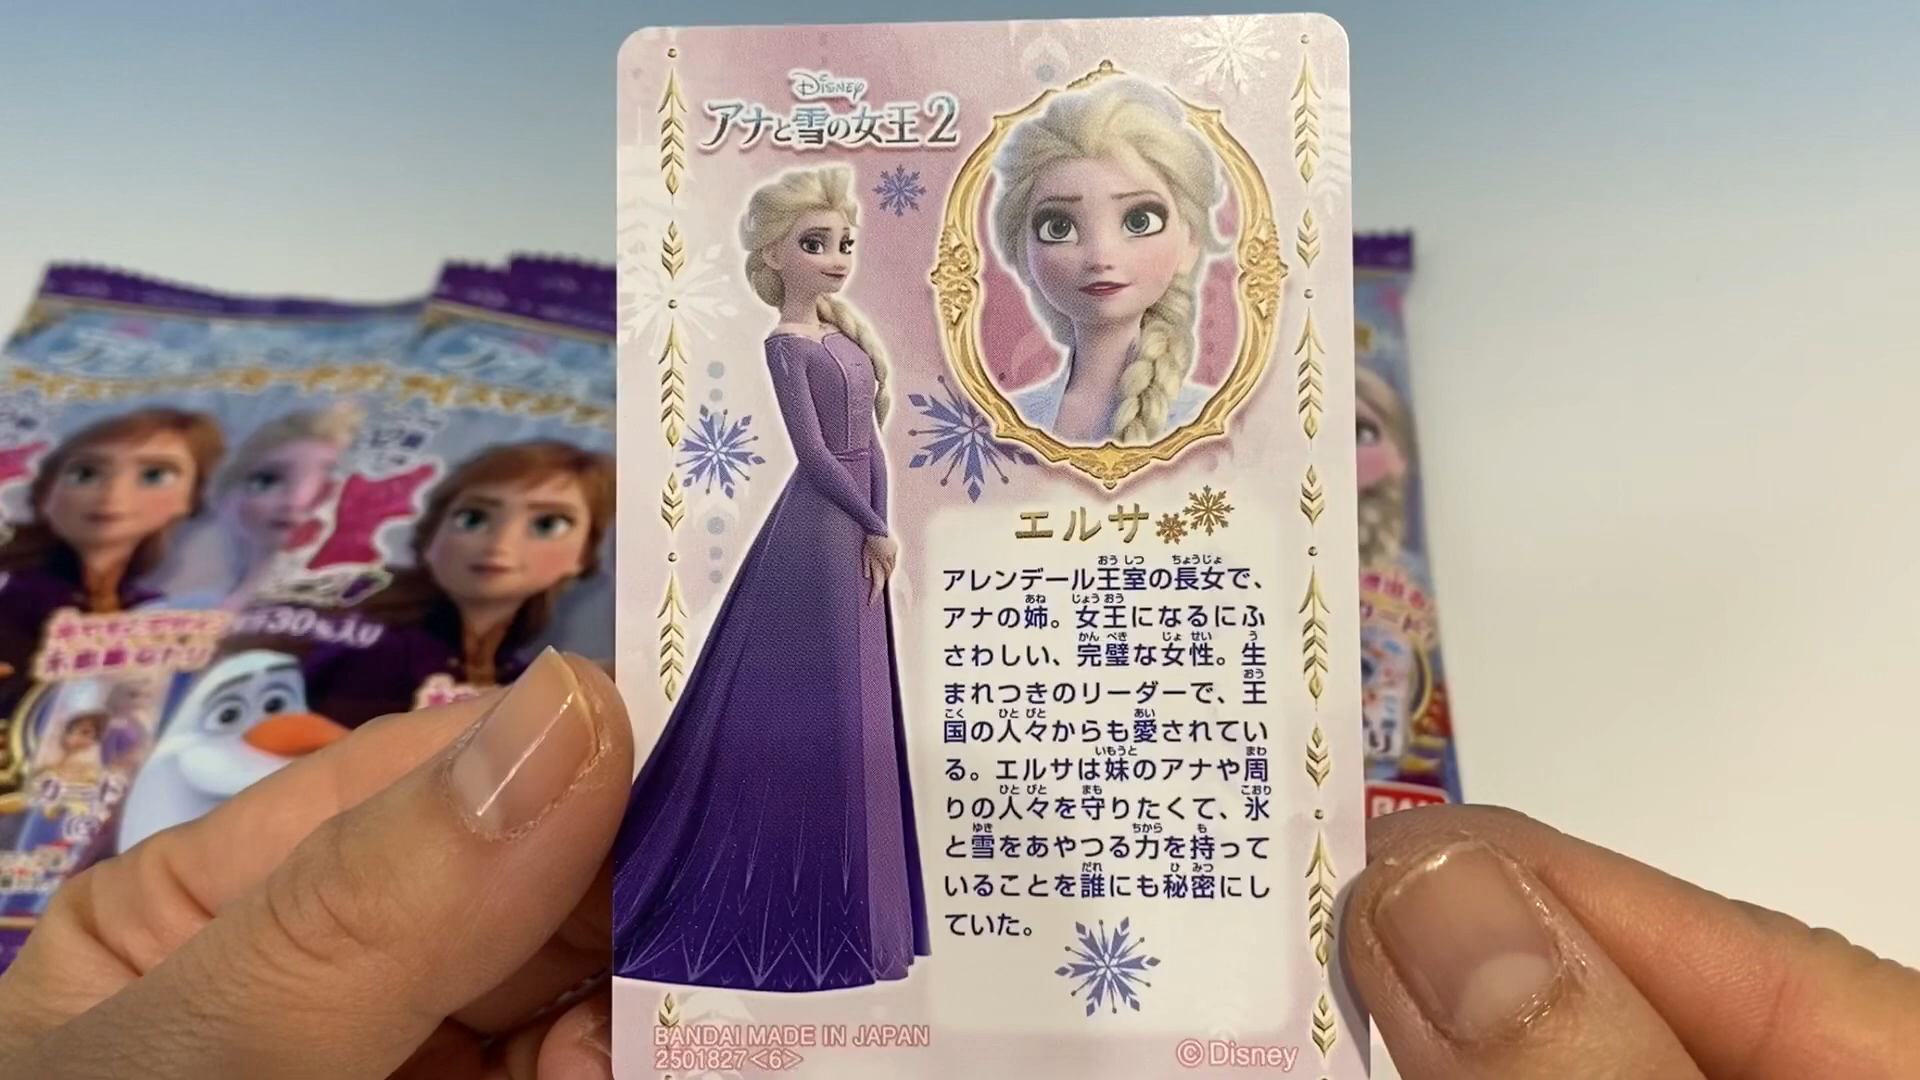 Disney
アナと雪の女王2
エルサ
アレンデール王室の長女で、
アナの姉。女王になるにふ
さわしい、完璧な女性。生
まれつきのリーダーで、王
国の人々からも愛されてい
る。エルサは妹のアナや周
りの人々を守りたくて、氷
と雪をあやつる力を持って
いることを誰にも秘密にし
ていた。
BANDAI MADE IN JAPAN
2501827<6>
©Disney
カード